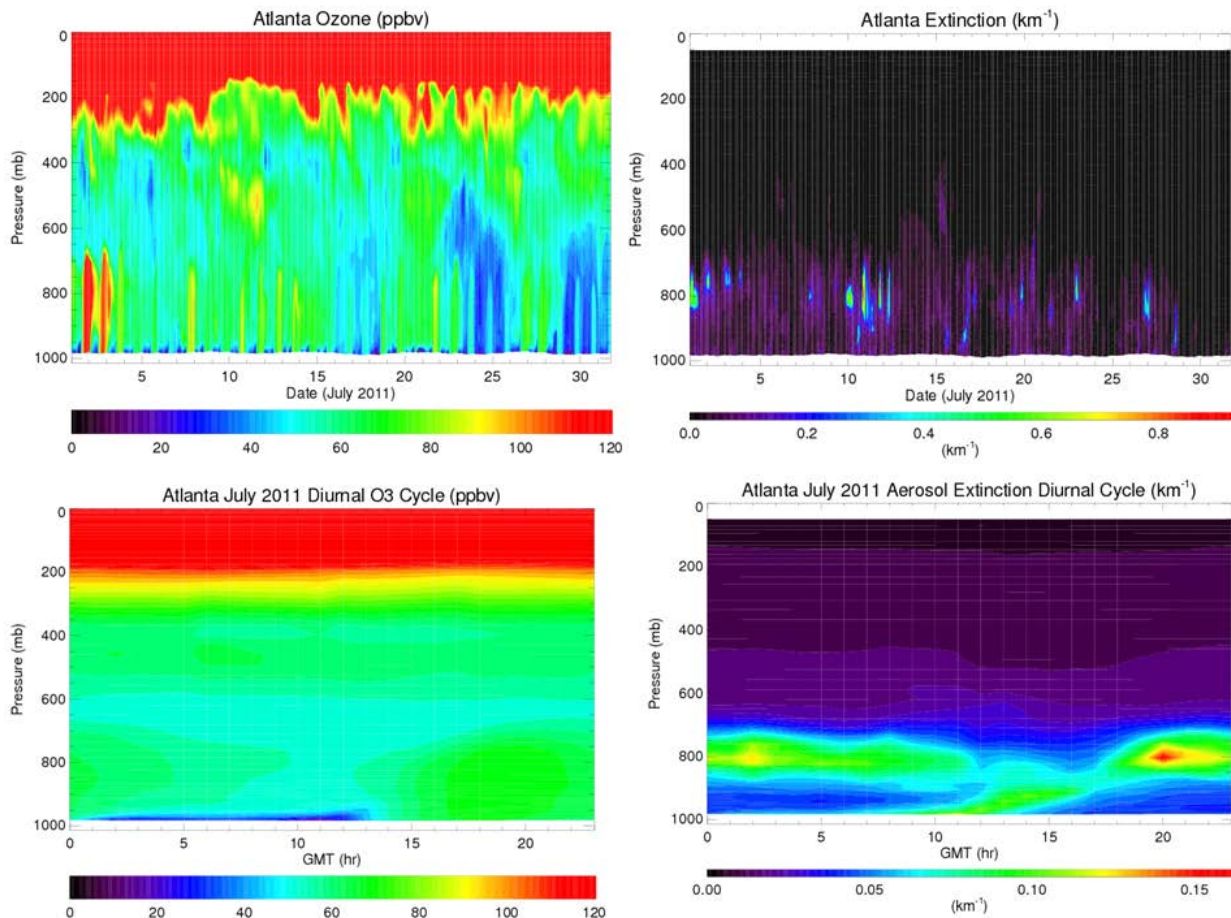 Atlanta Ozone (ppbv)
0
200
400
600
800
1000
Pressure (mb)
5 10 15 20 25 30
Date (July 2011)
0 20 40 60 80 100 120
Atlanta Extinction (km⁻¹)
0
200
400
600
800
1000
Pressure (mb)
5 10 15 20 25 30
Date (July 2011)
0.0 0.2 0.4 0.6 0.8
(km⁻¹)
Atlanta July 2011 Diurnal O3 Cycle (ppbv)
0
200
400
600
800
1000
Pressure (mb)
0 5 10 15 20
GMT (hr)
0 20 40 60 80 100 120
Atlanta July 2011 Aerosol Extinction Diurnal Cycle (km⁻¹)
0
200
400
600
800
1000
Pressure (mb)
0 5 10 15 20
GMT (hr)
0.00 0.05 0.10 0.15
(km⁻¹)